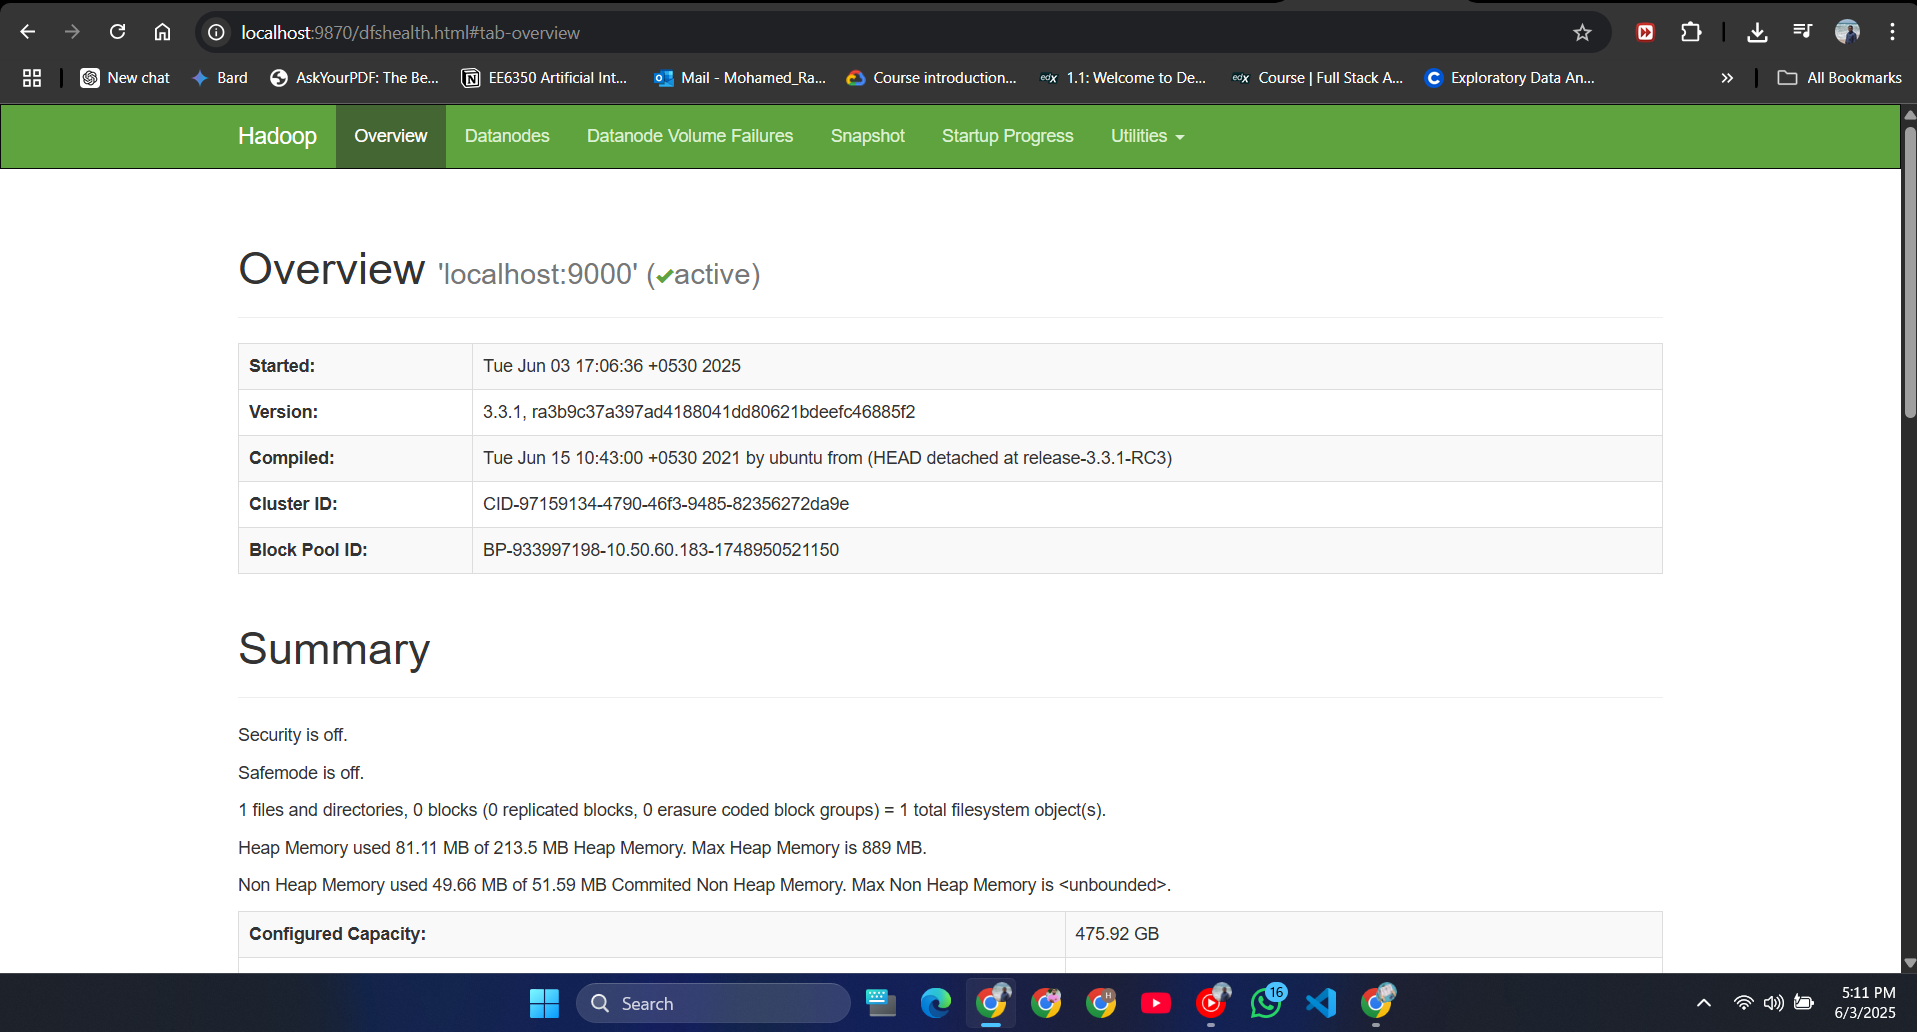 localhost:9870/dfshealth.html#tab-overview
New chat
Bard
AskYourPDF: The Be...
EE6350 Artificial Int...
Mail - Mohamed_Ra...
Course introduction...
edX 1.1: Welcome to De...
edX Course | Full Stack A...
Exploratory Data An...
All Bookmarks
Hadoop Overview Datanodes Datanode Volume Failures Snapshot Startup Progress Utilities
Overview 'localhost:9000' (✔active)
Started: Tue Jun 03 17:06:36 +0530 2025
Version: 3.3.1, ra3b9c37a397ad4188041dd80621bdeefc46885f2
Compiled: Tue Jun 15 10:43:00 +0530 2021 by ubuntu from (HEAD detached at release-3.3.1-RC3)
Cluster ID: CID-97159134-4790-46f3-9485-82356272da9e
Block Pool ID: BP-933997198-10.50.60.183-1748950521150
Summary
Security is off.
Safemode is off.
1 files and directories, 0 blocks (0 replicated blocks, 0 erasure coded block groups) = 1 total filesystem object(s).
Heap Memory used 81.11 MB of 213.5 MB Heap Memory. Max Heap Memory is 889 MB.
Non Heap Memory used 49.66 MB of 51.59 MB Commited Non Heap Memory. Max Non Heap Memory is <unbounded>.
Configured Capacity: 475.92 GB
Search
H
16
5:11 PM
6/3/2025